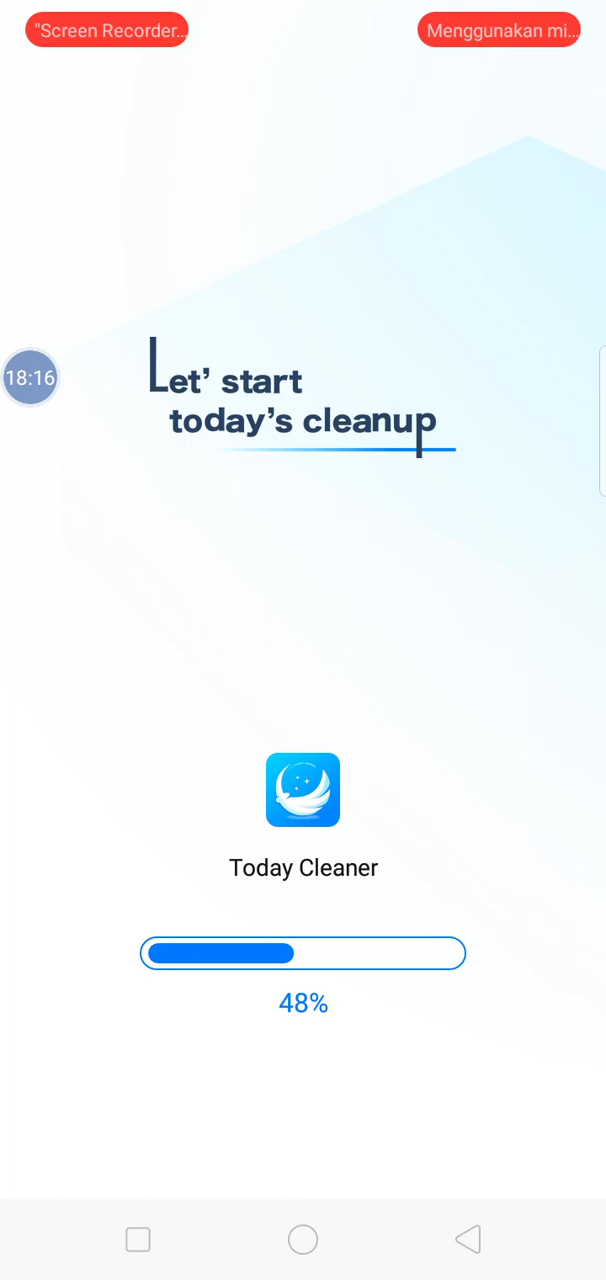 "Screen Recorder...
Menggunakan mi...
18:16
Let' start
today's cleanup
Today Cleaner
48%